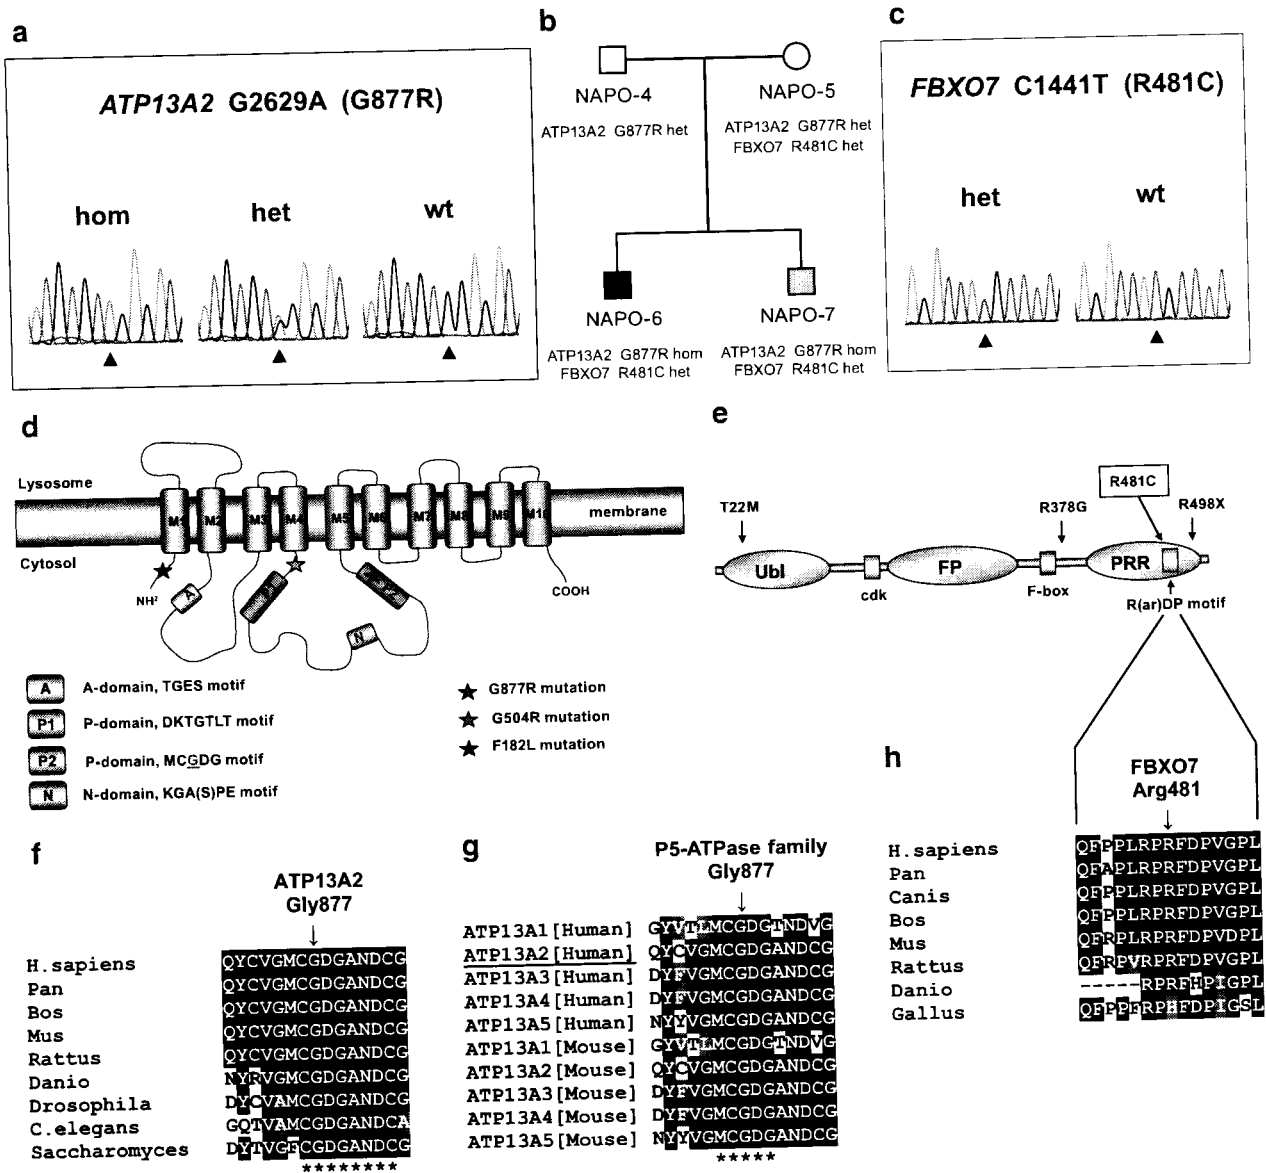 a
ATP13A2 G2629A (G877R)
hom
het
wt
b
NAPO-4
ATP13A2 G877R het
NAPO-5
ATP13A2 G877R het
FBXO7 R481C het
NAPO-6
ATP13A2 G877R hom
FBXO7 R481C het
NAPO-7
ATP13A2 G877R hom
FBXO7 R481C het
c
FBXO7 C1441T (R481C)
het
wt
d
Lysosome
M1
M2
M3
M4
M5
M6
M7
M8
M9
M10
membrane
Cytosol
NH²
A
N
COOH
A A-domain, TGES motif
P1 P-domain, DKTGTLT motif
P2 P-domain, MCGDG motif
N N-domain, KGA(S)PE motif
G877R mutation
G504R mutation
F182L mutation
e
T22M
R378G
R481C
R498X
Ubl
cdk
FP
F-box
PRR
R(ar)DP motif
f
ATP13A2
Gly877
H.sapiens QYCVGMCGDGANDCG
Pan QYCVGMCGDGANDCG
Bos QYCVGMCGDGANDCG
Mus QYCVGMCGDGANDCG
Rattus QYCVGMCGDGANDCG
Danio NYRVGMCGDGANDCG
Drosophila DYCVAMCGDGANDCG
C.elegans GQTVAMCGDGANDCA
Saccharomyces DYTVGFCGDGANDCG
********
g
P5-ATPase family
Gly877
ATP13A1[Human] GYVTLMCGDGTNDVG
ATP13A2[Human] QYCVGMCGDGANDCG
ATP13A3[Human] DYFVGMCGDGANDCG
ATP13A4[Human] DYFVGMCGDGANDCG
ATP13A5[Human] NYYVGMCGDGANDCG
ATP13A1[Mouse] GYVTLMCGDGTNDVG
ATP13A2[Mouse] QYCVGMCGDGANDCG
ATP13A3[Mouse] DYFVGMCGDGANDCG
ATP13A4[Mouse] DYFVGMCGDGANDCG
ATP13A5[Mouse] NYYVGMCGDGANDCG
*****
h
FBXO7
Arg481
H.sapiens QFPPLRPRFDPVGPL
Pan QFAPLRPRFDPVGPL
Canis QFPPLRPRFDPVGPL
Bos QFPPLRPRFDPVGPL
Mus QFRPLRPRFDPVDPL
Rattus QFRPVRPRFDPVGPL
Danio -----RPRFHPIGPL
Gallus QFPPFRPHFDPIGSL